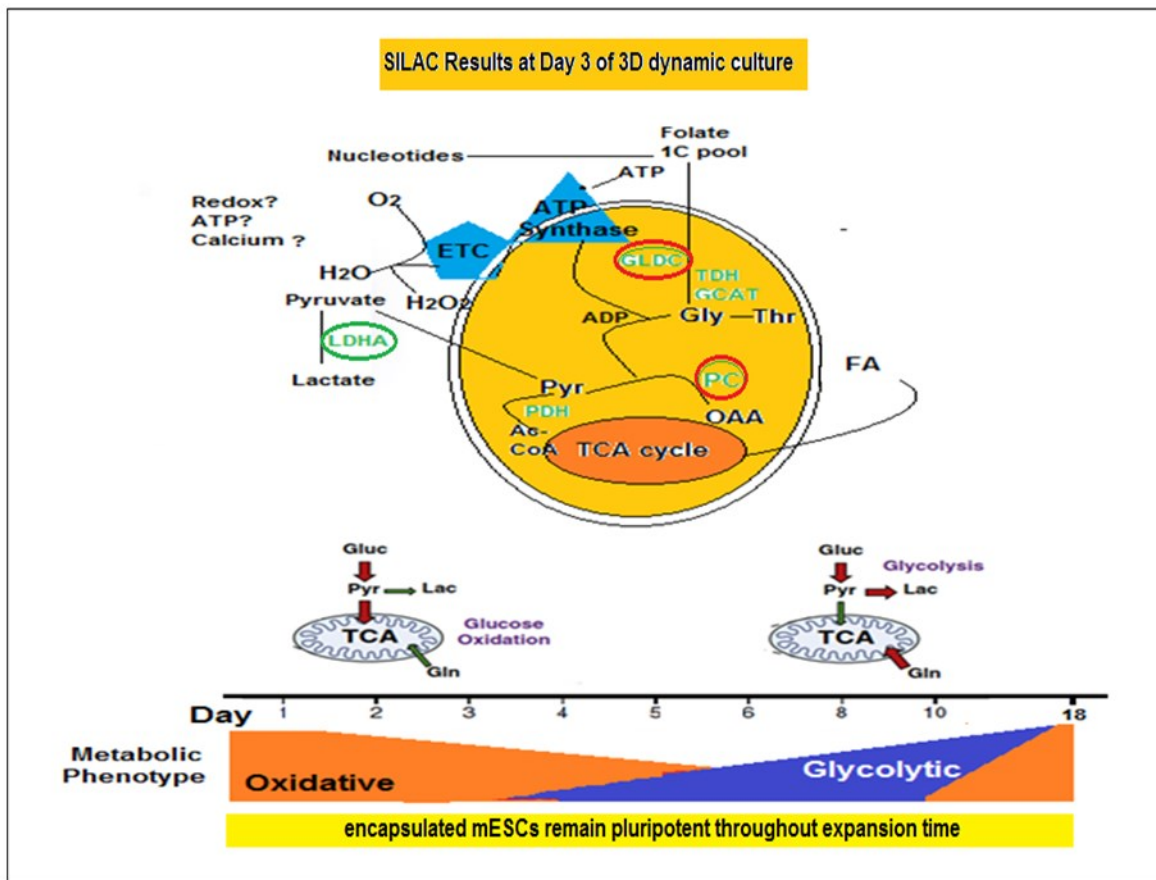 SILAC Results at Day 3 of 3D dynamic culture
Folate
1C pool
Nucleotides
ATP
Redox?
ATP?
Calcium ?
O2
ATP
Synthase
ETC
GLDC
H2O
TDH
GCAT
Pyruvate
H2O2
ADP
Gly
Thr
LDHA
Lactate
FA
Pyr
PC
PDH
OAA
Ac-
CoA
TCA cycle
Gluc
Pyr
Lac
TCA
Glucose
Oxidation
Gln
Gluc
Glycolysis
Pyr
Lac
TCA
Gln
Day 1 2 3 4 5 6 8 10 18
Metabolic
Phenotype
Oxidative
Glycolytic
encapsulated mESCs remain pluripotent throughout expansion time